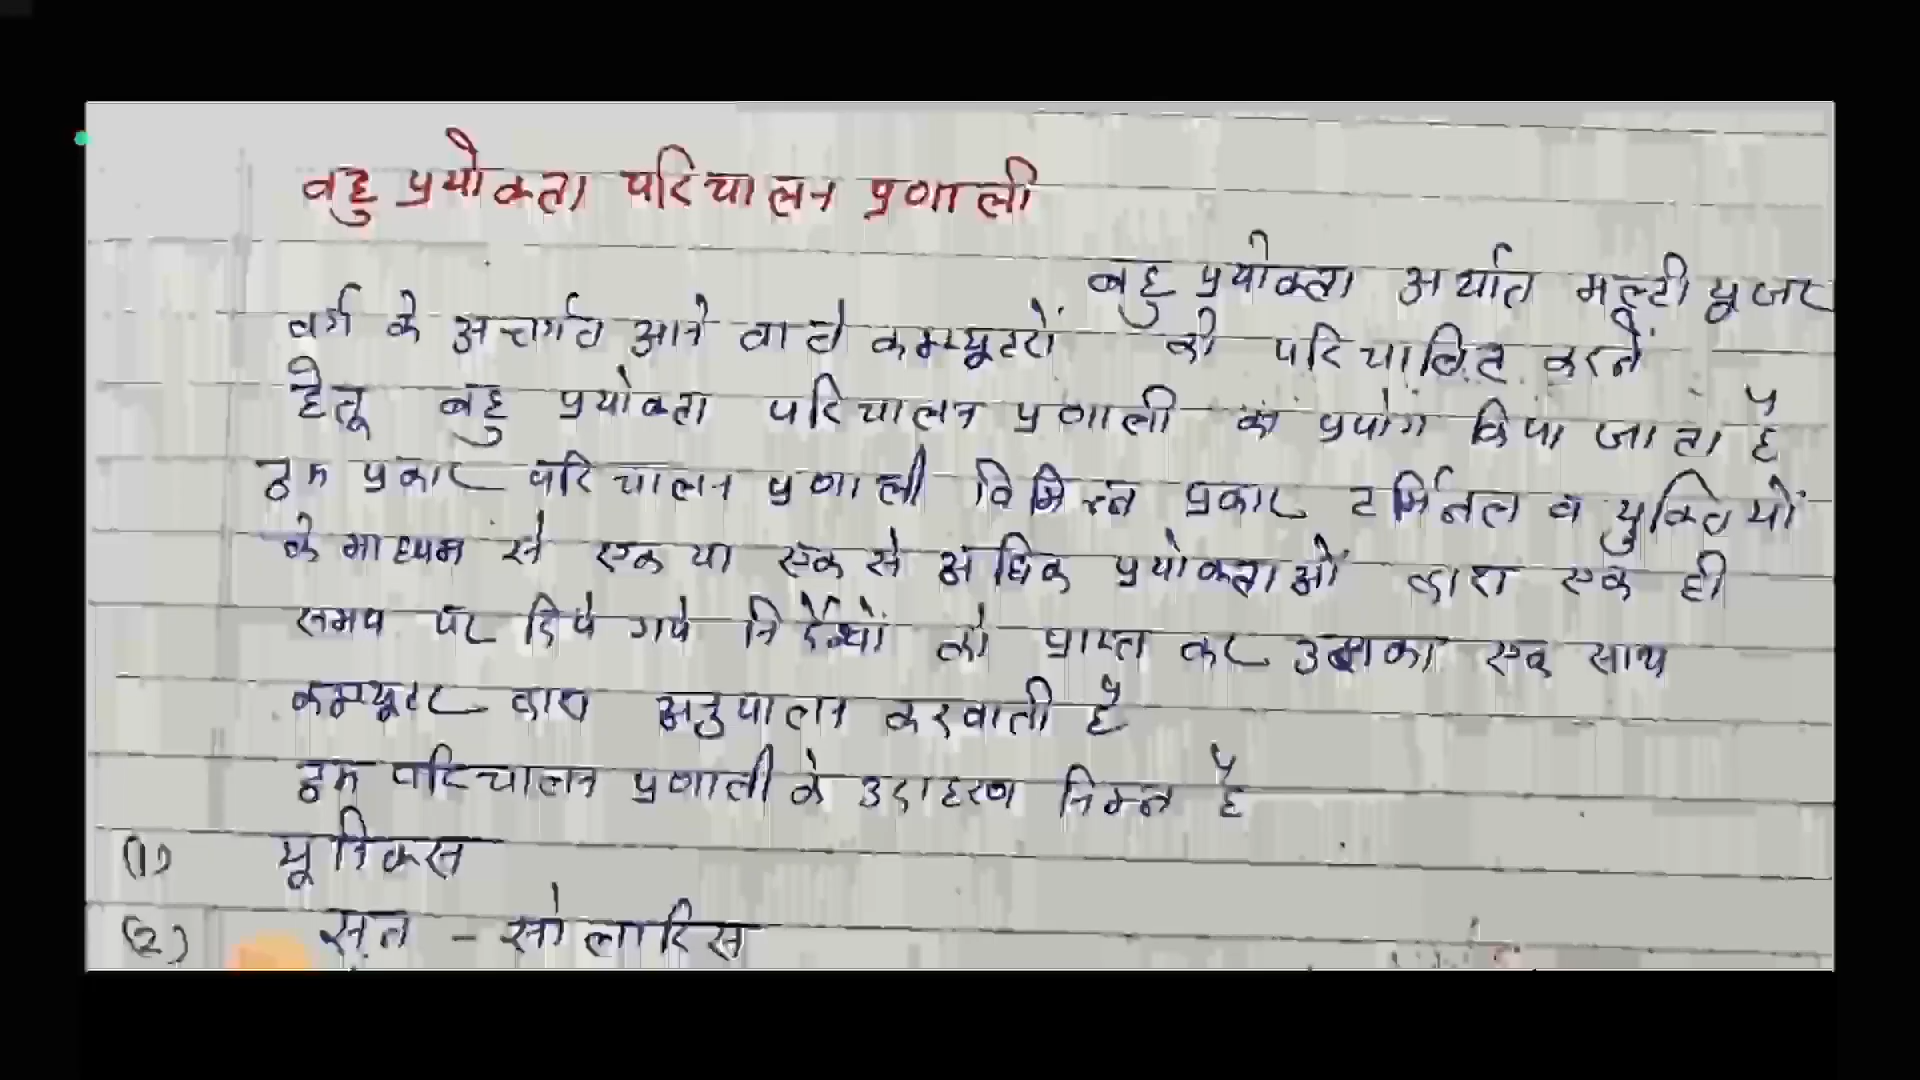 बहु प्रयोक्ता परिचालन प्रणाली
बहु प्रयोक्ता अर्थात मल्टी यूजर
वर्ग के अन्तर्गत आने वाले कम्प्यूटरों को परिचालित करनें
हेतू बहु प्रयोक्ता परिचालन प्रणाली का प्रयोग किया जाता है
इस प्रकार परिचालन प्रणाली विभिन्न प्रकार टर्मिनल व युक्तियों
के माध्यम से एक या एक से अधिक प्रयोक्ताओं द्वारा एक ही
समय पर दिये गये निर्देशों को प्राप्त कर उसका एक साथ
कम्प्यूटर द्वारा अनुपालन करवाती है
इस परिचालन प्रणाली के उदाहरण निम्न है
(1) यूनिक्स
(2) सन - सोलारिस